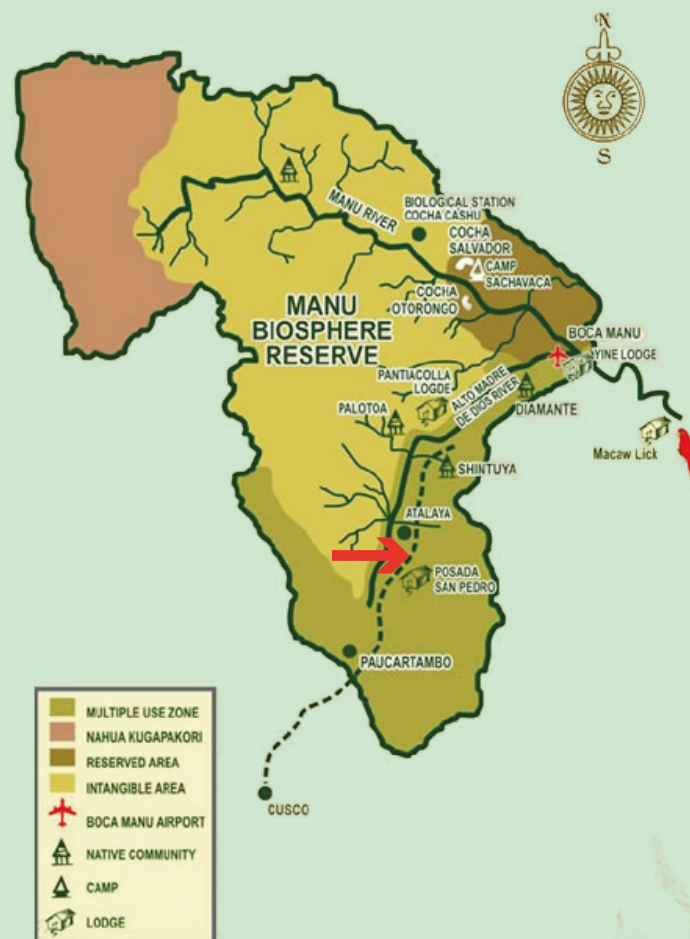 N
S
MANU RIVER
BIOLOGICAL STATION
COCHA CASHU
COCHA
SALVADOR
CAMP
SACHAVACA
COCHA
OTORONGO
MANU
BIOSPHERE
RESERVE
BOCA MANU
YINE LODGE
PANTIACOLLA
LOGDE
ALTO MADRE
DE DIOS RIVER
DIAMANTE
PALOTOA
Macaw Lick
SHINTUYA
ATALAYA
POSADA
SAN PEDRO
PAUCARTAMBO
CUSCO
MULTIPLE USE ZONE
NAHUA KUGAPAKORI
RESERVED AREA
INTANGIBLE AREA
BOCA MANU AIRPORT
NATIVE COMMUNITY
CAMP
LODGE